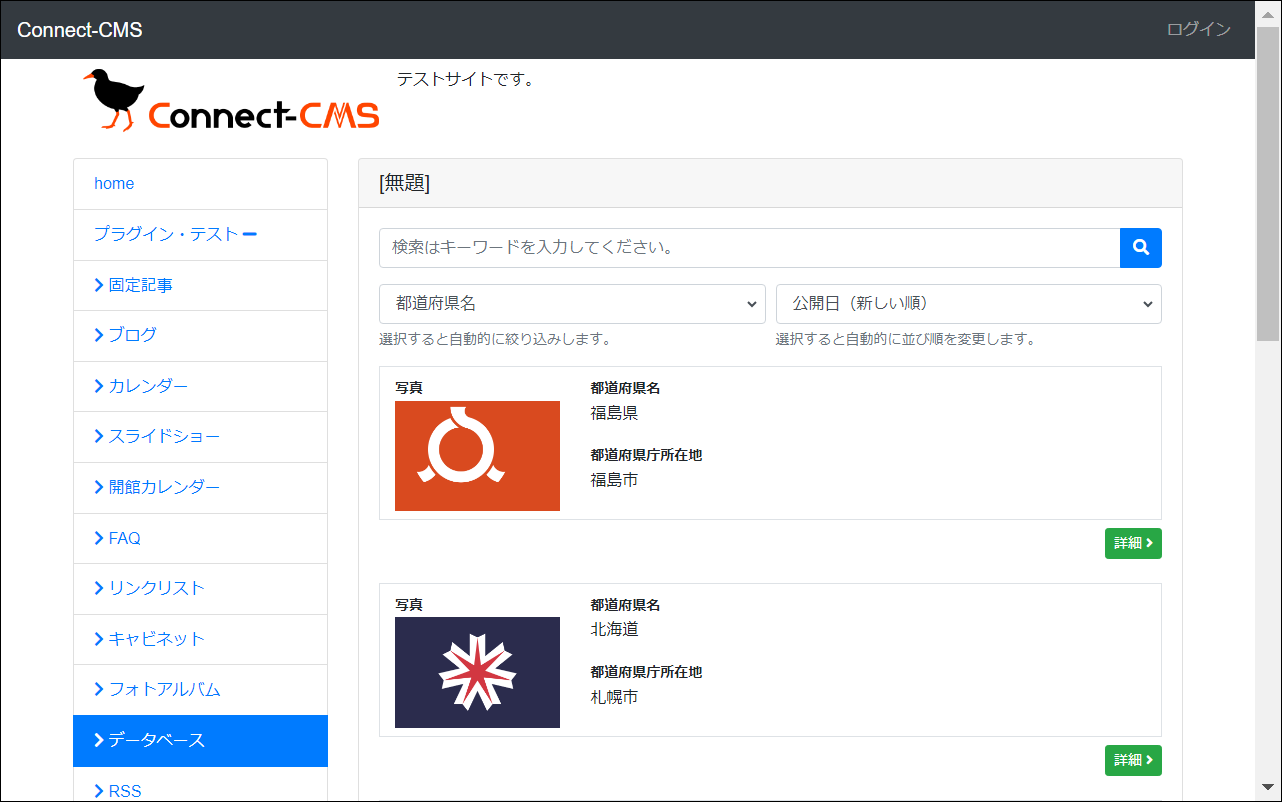 Connect-CMS
ログイン
Connect-CMS
テストサイトです。
home
プラグイン・テスト
固定記事
ブログ
カレンダー
スライドショー
開館カレンダー
FAQ
リンクリスト
キャビネット
フォトアルバム
データベース
RSS
[無題]
検索はキーワードを入力してください。
都道府県名
公開日（新しい順）
選択すると自動的に絞り込みします。
選択すると自動的に並び順を変更します。
写真
都道府県名
福島県
都道府県庁所在地
福島市
詳細
写真
都道府県名
北海道
都道府県庁所在地
札幌市
詳細